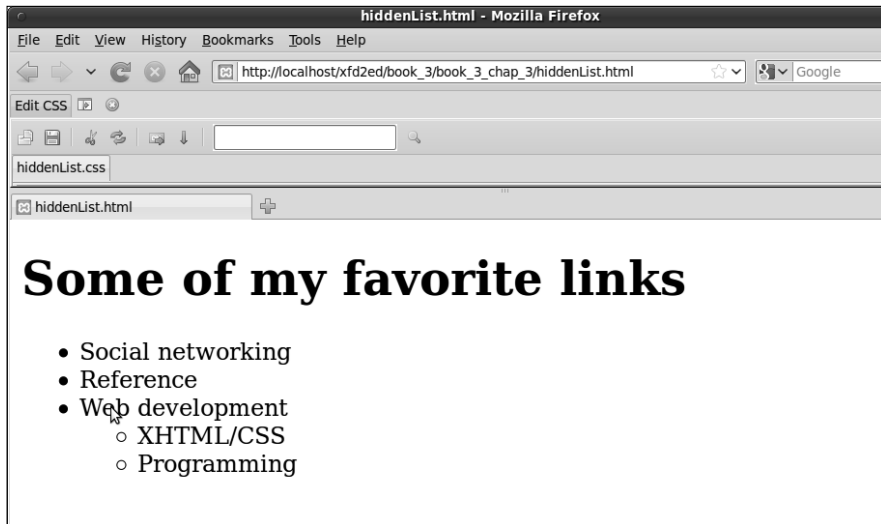 hiddenList.html - Mozilla Firefox
File Edit View History Bookmarks Tools Help
http://localhost/xfd2ed/book_3/book_3_chap_3/hiddenList.html Google
Edit CSS
hiddenList.css
hiddenList.html
Some of my favorite links
• Social networking
• Reference
• Web development
◦ XHTML/CSS
◦ Programming